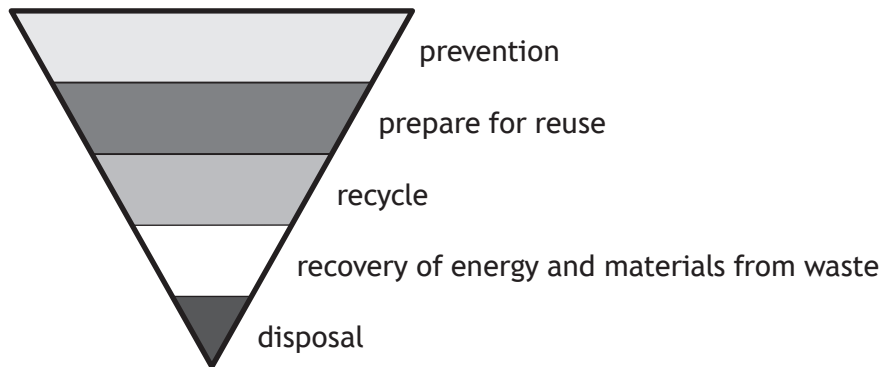 prevention
prepare for reuse
recycle
recovery of energy and materials from waste
disposal